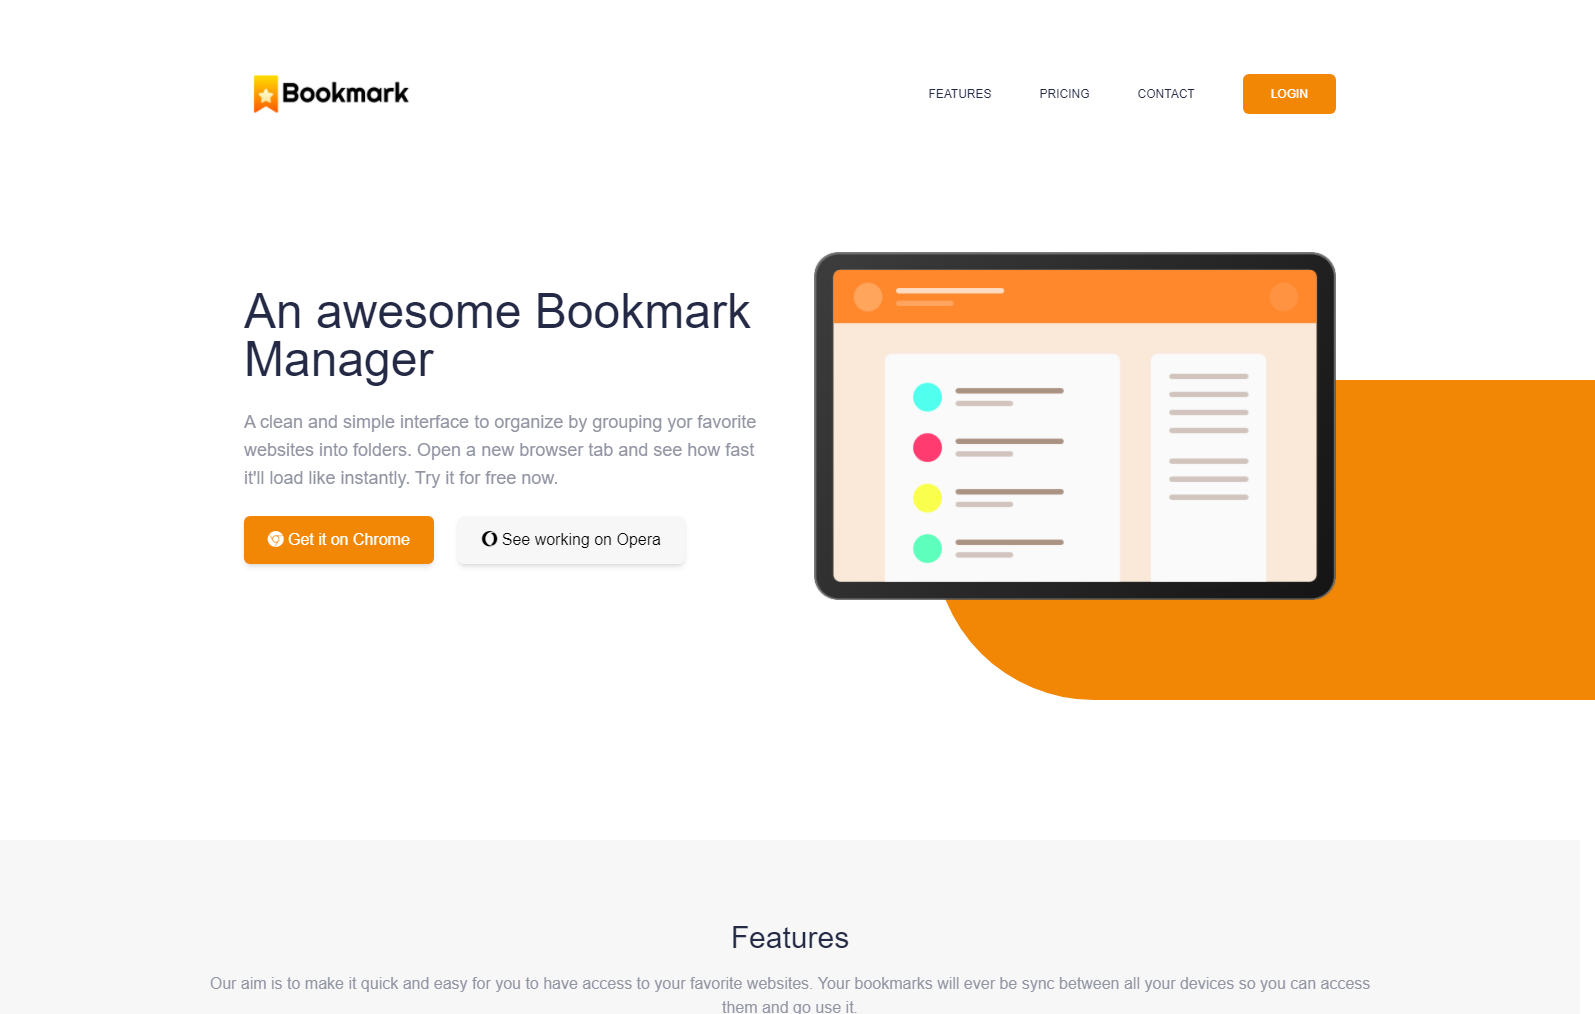 Bookmark
FEATURES
PRICING
CONTACT
LOGIN
An awesome Bookmark
Manager
A clean and simple interface to organize by grouping yor favorite
websites into folders. Open a new browser tab and see how fast
it'll load like instantly. Try it for free now.
Get it on Chrome
See working on Opera
Features
Our aim is to make it quick and easy for you to have access to your favorite websites. Your bookmarks will ever be sync between all your devices so you can access
them and go use it.